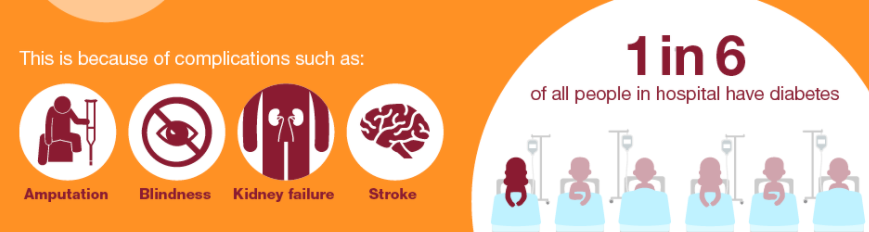 This is because of complications such as:
Amputation
Blindness
Kidney failure
Stroke
1 in 6
of all people in hospital have diabetes